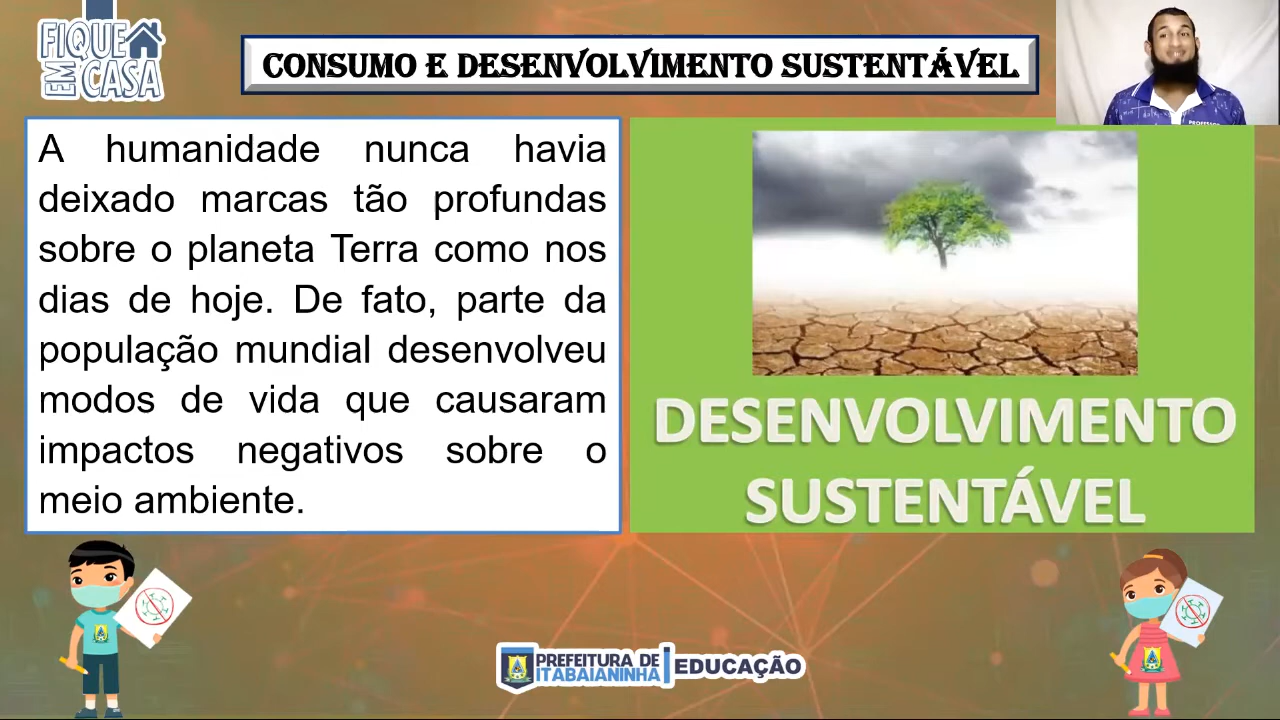 FIQUE
EM
CASA
CONSUMO E DESENVOLVIMENTO SUSTENTÁVEL
PROFESSOR
A humanidade nunca havia
deixado marcas tão profundas
sobre o planeta Terra como nos
dias de hoje. De fato, parte da
população mundial desenvolveu
modos de vida que causaram
impactos negativos sobre o
meio ambiente.
DESENVOLVIMENTO
SUSTENTÁVEL
PREFEITURA DE
ITABAIANINHA
EDUCAÇÃO